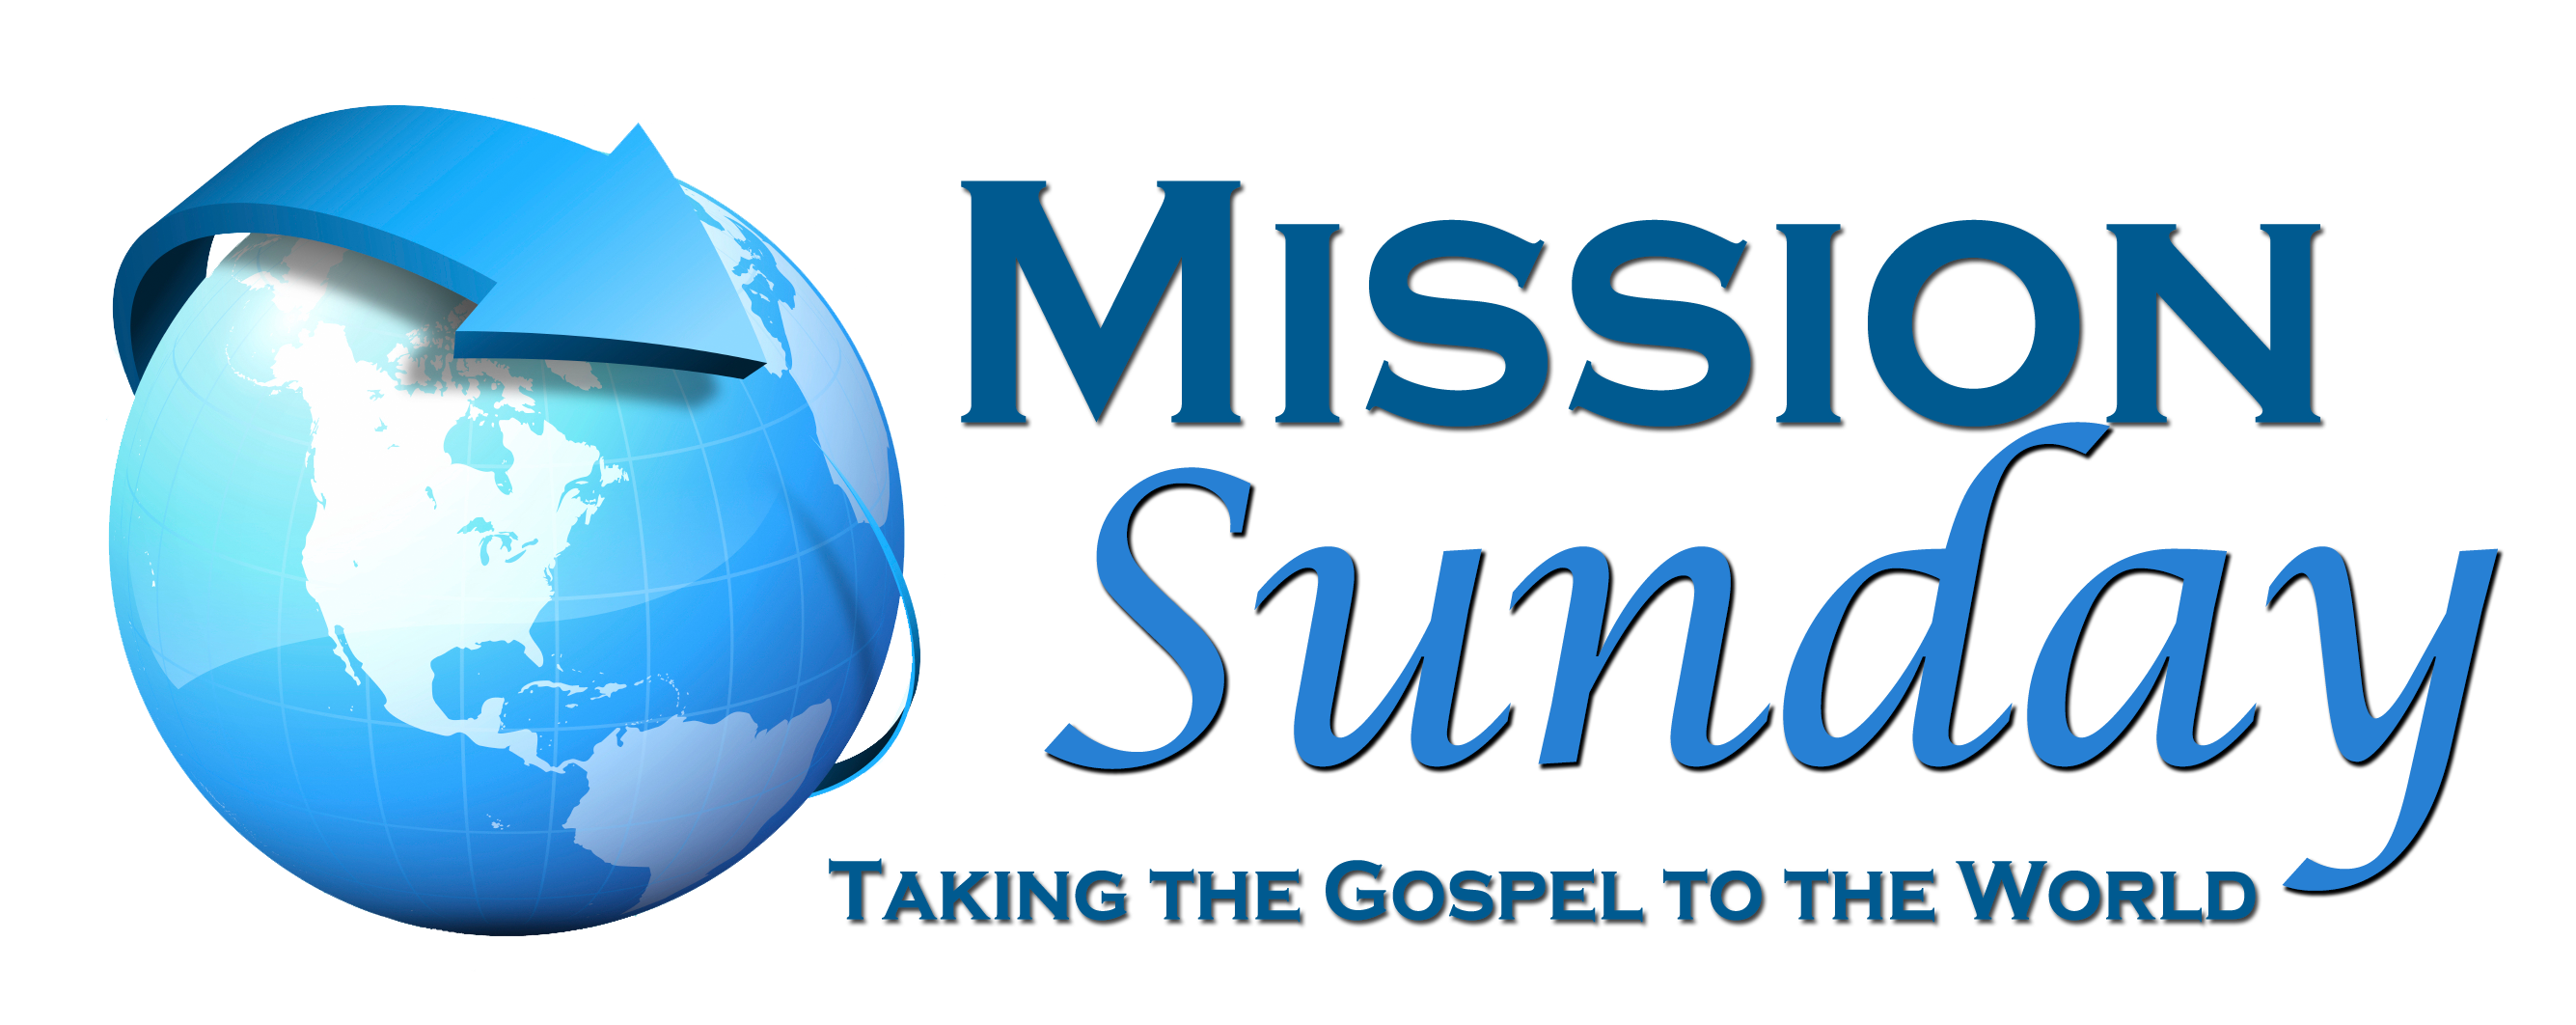 Mission
Sunday
Taking the Gospel to the World